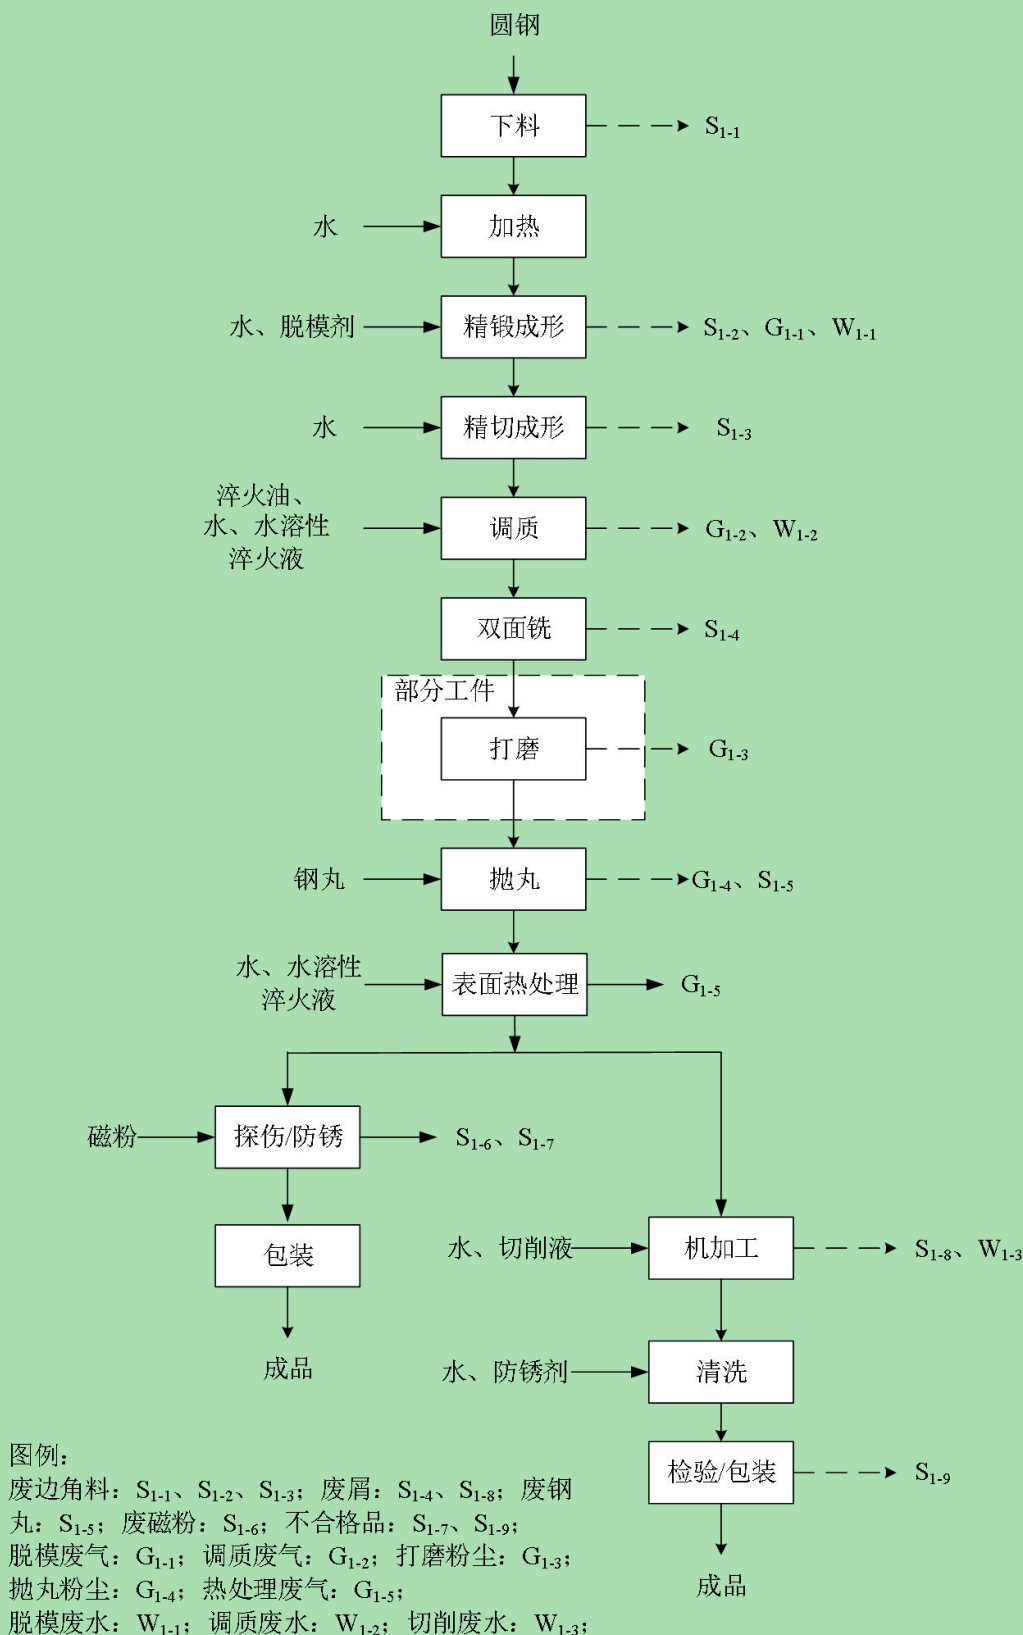 圆钢
下料
S1-1
水
加热
水、脱模剂
精锻成形
S1-2、G1-1、W1-1
水
精切成形
S1-3
淬火油、
水、水溶性
淬火液
调质
G1-2、W1-2
双面铣
S1-4
部分工件
打磨
G1-3
钢丸
抛丸
G1-4、S1-5
水、水溶性
淬火液
表面热处理
G1-5
磁粉
探伤/防锈
S1-6、S1-7
包装
成品
水、切削液
机加工
S1-8、W1-3
水、防锈剂
清洗
检验/包装
S1-9
成品
图例：
废边角料：S1-1、S1-2、S1-3；废屑：S1-4、S1-8；废钢
丸：S1-5；废磁粉：S1-6；不合格品：S1-7、S1-9；
脱模废气：G1-1；调质废气：G1-2；打磨粉尘：G1-3；
抛丸粉尘：G1-4；热处理废气：G1-5；
脱模废水：W1-1；调质废水：W1-2；切削废水：W1-3；